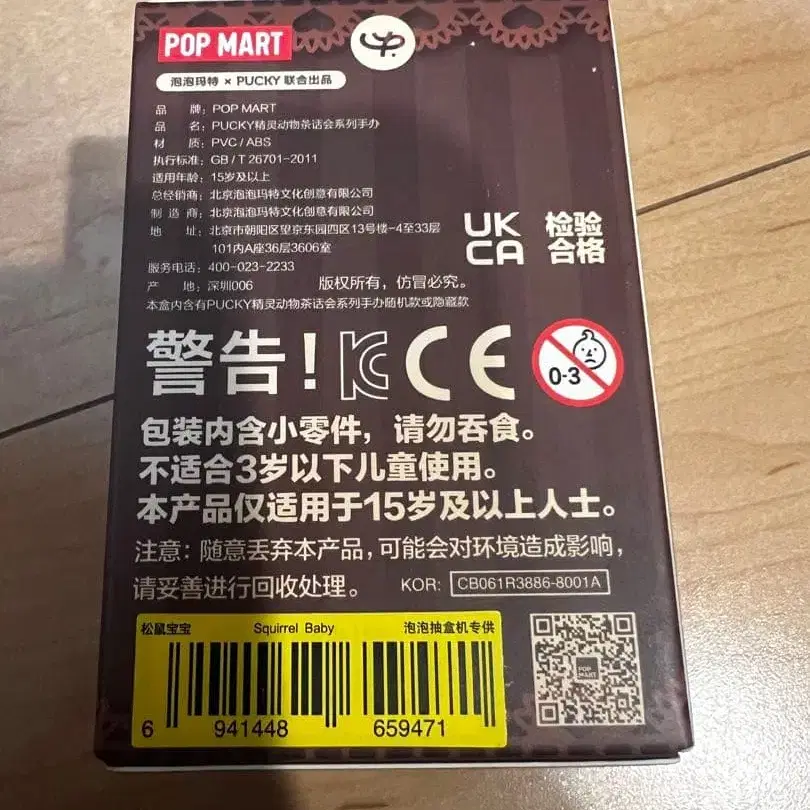 POP MART
泡泡玛特 × PUCKY 联合出品
品 牌: POP MART
品 名: PUCKY精灵动物茶话会系列手办
材 质: PVC / ABS
执行标准: GB / T 26701-2011
适用年龄: 15岁及以上
总经销商: 北京泡泡玛特文化创意有限公司
制 造 商: 北京泡泡玛特文化创意有限公司
地 址: 北京市朝阳区望京东园四区13号楼-4至33层
101内A座36层3606室
服务电话: 400-023-2233
产 地: 深圳006 版权所有，仿冒必究。
本盒内含有PUCKY精灵动物茶话会系列手办随机款或隐藏款
UK
CA
检验
合格
警告! KC CE
0-3
包装内含小零件，请勿吞食。
不适合3岁以下儿童使用。
本产品仅适用于15岁及以上人士。
注意: 随意丢弃本产品，可能会对环境造成影响，
请妥善进行回收处理。 KOR: CB061R3886-8001A
松鼠宝宝 Squirrel Baby 泡泡抽盒机专供
6 941448 659471
POP
MART